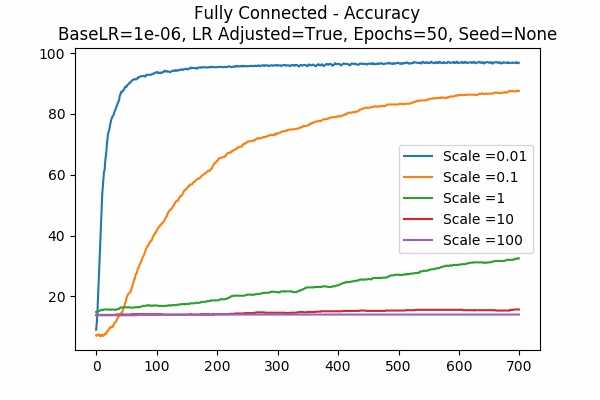 Fully Connected - Accuracy
BaseLR=1e-06, LR Adjusted=True, Epochs=50, Seed=None
100
80
60
40
20
Scale =0.01
Scale =0.1
Scale =1
Scale =10
Scale =100
0 100 200 300 400 500 600 700